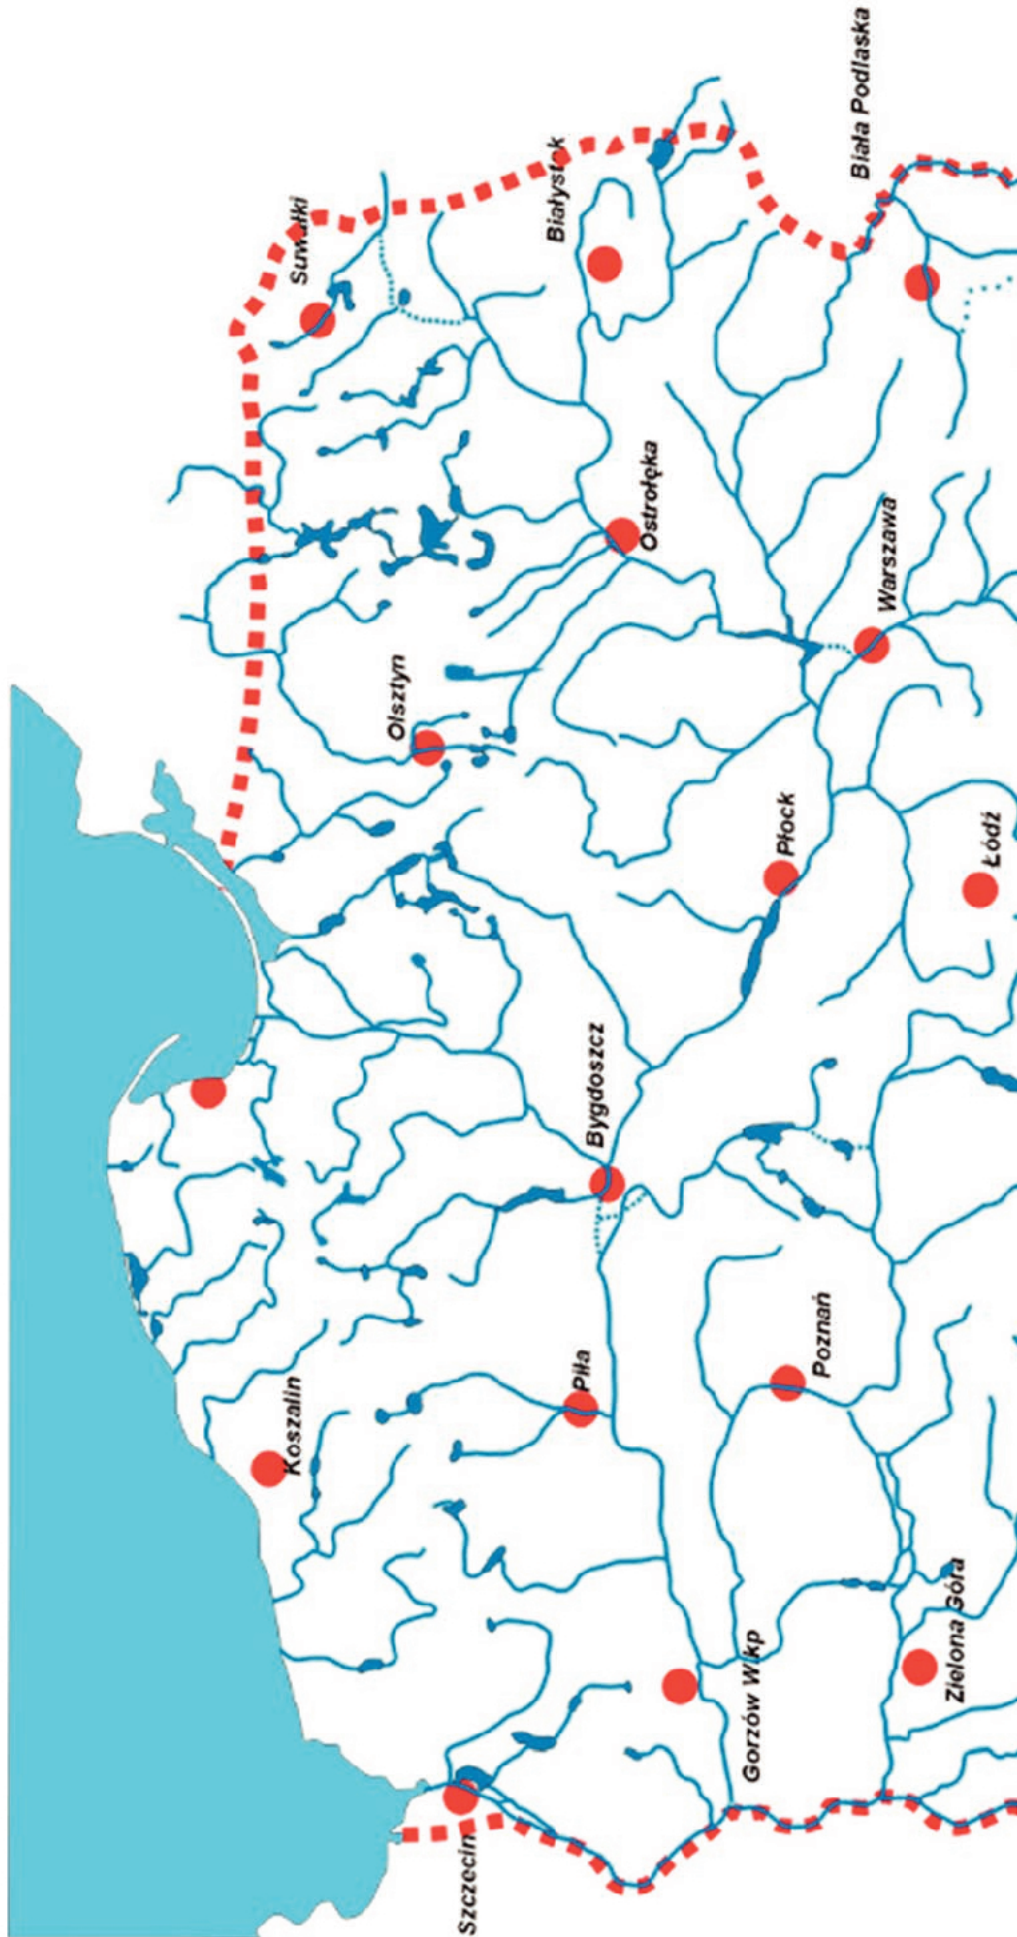 Suwałki
Białystok
Biała Podlaska
Olsztyn
Ostrołęka
Warszawa
Płock
Łódź
Bygdoszcz
Koszalin
Piła
Poznań
Szczecin
Gorzów Wlkp
Zielona Góra